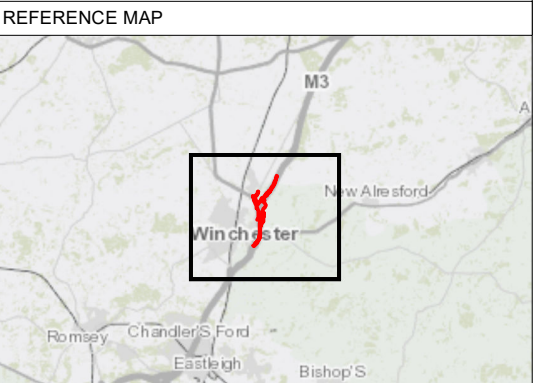 REFERENCE MAP
M3
A
New Alresford
Winchester
Romsey
Chandler'S Ford
Eastleigh
Bishop'S